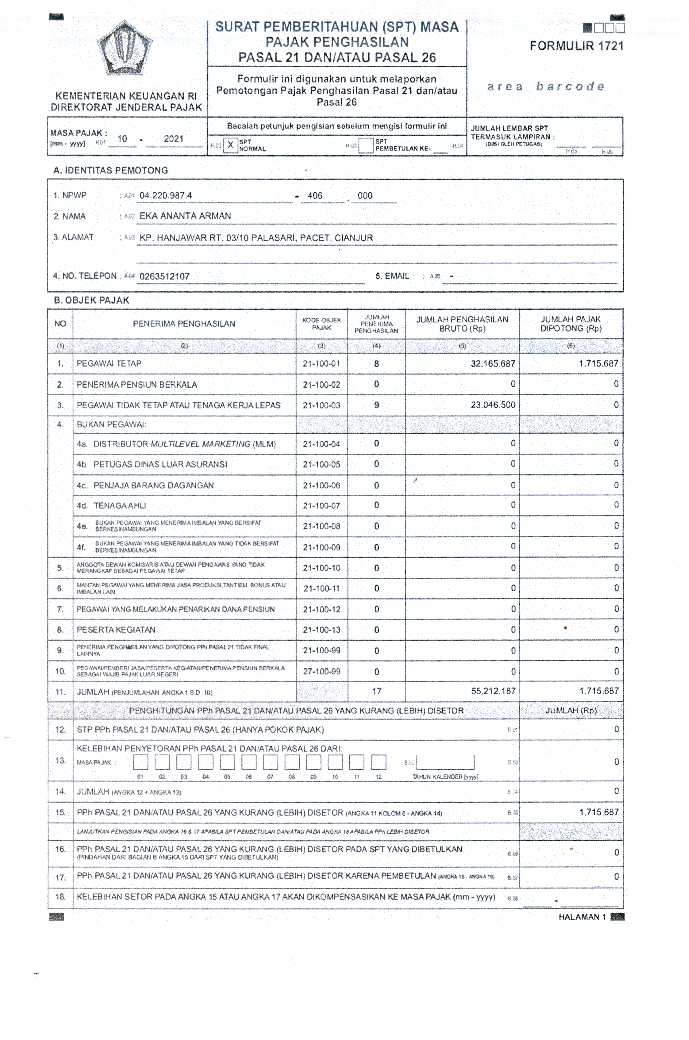 KEMENTERIAN KEUANGAN RI
DIREKTORAT JENDERAL PAJAK
SURAT PEMBERITAHUAN (SPT) MASA
PAJAK PENGHASILAN
PASAL 21 DAN/ATAU PASAL 26
Formulir ini digunakan untuk melaporkan
Pemotongan Pajak Penghasilan Pasal 21 dan/atau
Pasal 26
FORMULIR 1721
area barcode
MASA PAJAK :
[mm - yyyy] H.01 10 - 2021
Bacalah petunjuk pengisian sebelum mengisi formulir ini
H.02 X SPT NORMAL H.03 SPT PEMBETULAN KE- H.04
JUMLAH LEMBAR SPT
TERMASUK LAMPIRAN :
(DIISI OLEH PETUGAS)
A. IDENTITAS PEMOTONG
1. NPWP : A.01 04.220.987.4 - 406 . 000
2. NAMA : A.02 EKA ANANTA ARMAN
3. ALAMAT : A.03 KP. HANJAWAR RT. 03/10 PALASARI, PACET, CIANJUR
4. NO. TELEPON : A.04 0263512107 5. EMAIL : A.05 -
B. OBJEK PAJAK
NO PENERIMA PENGHASILAN KODE OBJEK PAJAK JUMLAH PENERIMA PENGHASILAN JUMLAH PENGHASILAN BRUTO (Rp) JUMLAH PAJAK DIPOTONG (Rp)
(1) (2) (3) (4) (5) (6)
1. PEGAWAI TETAP 21-100-01 8 32.165.687 1.715.687
2. PENERIMA PENSIUN BERKALA 21-100-02 0 0 0
3. PEGAWAI TIDAK TETAP ATAU TENAGA KERJA LEPAS 21-100-03 9 23.046.500 0
4. BUKAN PEGAWAI:
4a. DISTRIBUTOR MULTILEVEL MARKETING (MLM) 21-100-04 0 0 0
4b. PETUGAS DINAS LUAR ASURANSI 21-100-05 0 0 0
4c. PENJAJA BARANG DAGANGAN 21-100-06 0 0 0
4d. TENAGA AHLI 21-100-07 0 0 0
4e. BUKAN PEGAWAI YANG MENERIMA IMBALAN YANG BERSIFAT BERKESINAMBUNGAN 21-100-08 0 0 0
4f. BUKAN PEGAWAI YANG MENERIMA IMBALAN YANG TIDAK BERSIFAT BERKESINAMBUNGAN 21-100-09 0 0 0
5. ANGGOTA DEWAN KOMISARIS ATAU DEWAN PENGAWAS YANG TIDAK MERANGKAP SEBAGAI PEGAWAI TETAP 21-100-10 0 0 0
6. MANTAN PEGAWAI YANG MENERIMA JASA PRODUKSI, TANTIEM, BONUS ATAU IMBALAN LAIN 21-100-11 0 0 0
7. PEGAWAI YANG MELAKUKAN PENARIKAN DANA PENSIUN 21-100-12 0 0 0
8. PESERTA KEGIATAN 21-100-13 0 0 0
9. PENERIMA PENGHASILAN YANG DIPOTONG PPh PASAL 21 TIDAK FINAL LAINNYA 21-100-99 0 0 0
10. PEGAWAI/PEMBERI JASA/PESERTA KEGIATAN/PENERIMA PENSIUN BERKALA SEBAGAI WAJIB PAJAK LUAR NEGERI 27-100-99 0 0 0
11. JUMLAH (PENJUMLAHAN ANGKA 1 S.D. 10) 17 55.212.187 1.715.687
PENGHITUNGAN PPh PASAL 21 DAN/ATAU PASAL 26 YANG KURANG (LEBIH) DISETOR JUMLAH (Rp)
12. STP PPh PASAL 21 DAN/ATAU PASAL 26 (HANYA POKOK PAJAK) B.01 0
13. KELEBIHAN PENYETORAN PPh PASAL 21 DAN/ATAU PASAL 26 DARI:
MASA PAJAK : B.02 B.03 0
01 02 03 04 05 06 07 08 09 10 11 12 TAHUN KALENDER [yyyy]
14. JUMLAH (ANGKA 12 + ANGKA 13) B.04 0
15. PPh PASAL 21 DAN/ATAU PASAL 26 YANG KURANG (LEBIH) DISETOR (ANGKA 11 KOLOM 6 - ANGKA 14) B.05 1,715.687
LANJUTKAN PENGISIAN PADA ANGKA 16 & 17 APABILA SPT PEMBETULAN DAN/ATAU PADA ANGKA 18 APABILA PPh LEBIH DISETOR
16. PPh PASAL 21 DAN/ATAU PASAL 26 YANG KURANG (LEBIH) DISETOR PADA SPT YANG DIBETULKAN B.06 0
(PINDAHAN DARI BAGIAN B ANGKA 15 DARI SPT YANG DIBETULKAN)
17. PPh PASAL 21 DAN/ATAU PASAL 26 YANG KURANG (LEBIH) DISETOR KARENA PEMBETULAN (ANGKA 15 - ANGKA 16) B.07 0
18. KELEBIHAN SETOR PADA ANGKA 15 ATAU ANGKA 17 AKAN DIKOMPENSASIKAN KE MASA PAJAK (mm - yyyy) B.08 -
HALAMAN 1